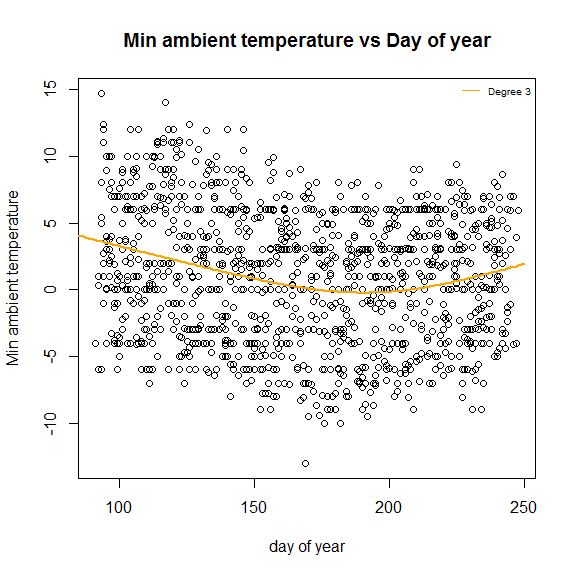 Min ambient temperature vs Day of year
Degree 3
Min ambient temperature
15
10
5
0
-5
-10
100
150
200
250
day of year